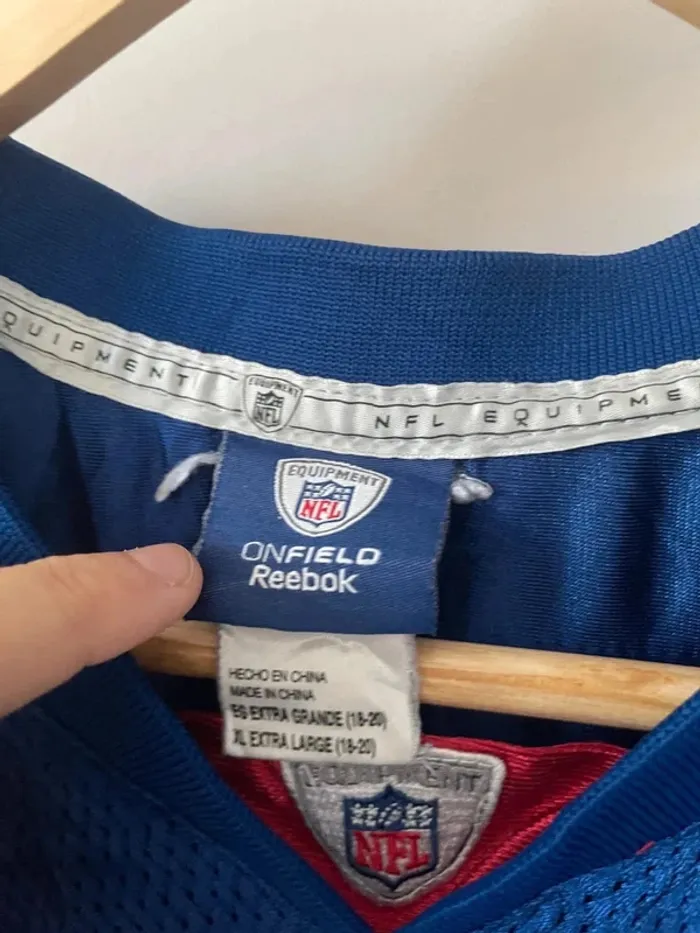 QUIPMENT
EQUIPMENT
NFL
NFL EQUIPME
EQUIPMENT
NFL
ONFIELD
Reebok
HECHO EN CHINA
MADE IN CHINA
EG EXTRA GRANDE (18-20)
XL EXTRA LARGE (18-20)
EQUIPMENT
NFL